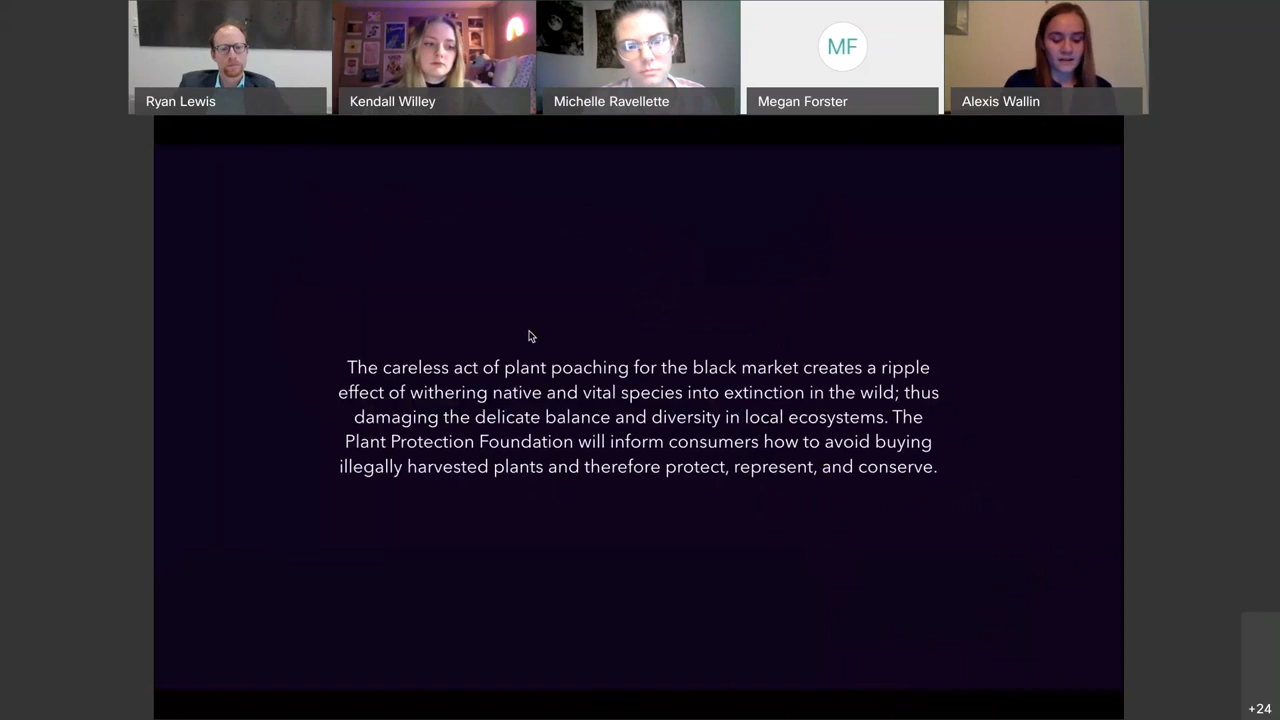 MF
Ryan Lewis
Kendall Willey
Michelle Ravellette
Megan Forster
Alexis Wallin
The careless act of plant poaching for the black market creates a ripple
effect of withering native and vital species into extinction in the wild; thus
damaging the delicate balance and diversity in local ecosystems. The
Plant Protection Foundation will inform consumers how to avoid buying
illegally harvested plants and therefore protect, represent, and conserve.
+24